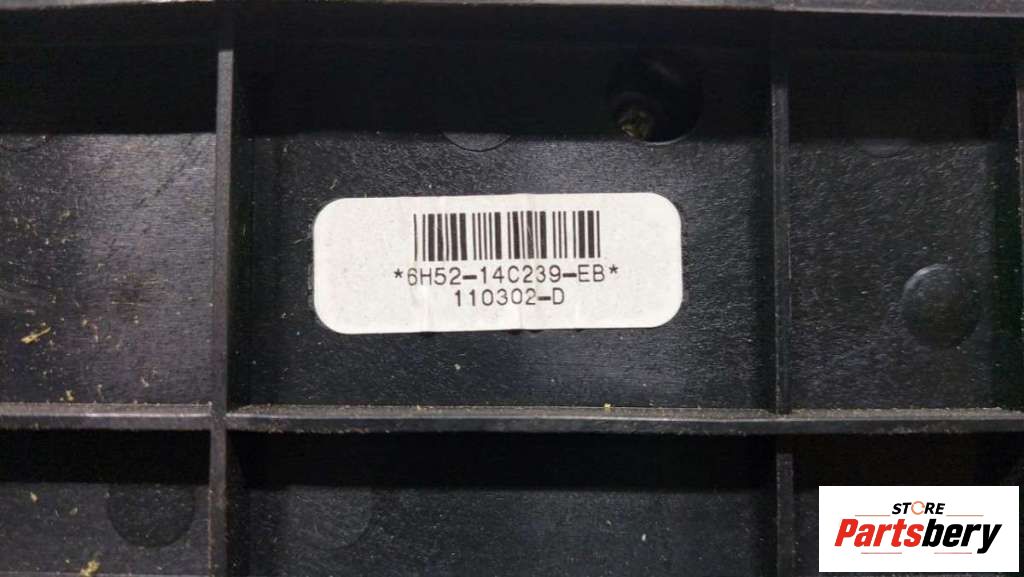 *6H52-14C239-EB*
110302-D
STORE
Partsbery